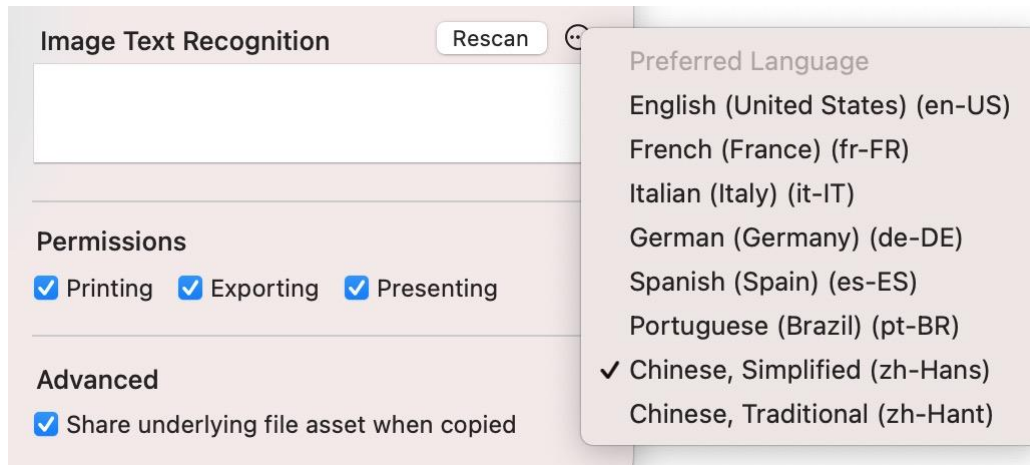 Image Text Recognition
Rescan
Permissions
Printing
Exporting
Presenting
Advanced
Share underlying file asset when copied
Preferred Language
English (United States) (en-US)
French (France) (fr-FR)
Italian (Italy) (it-IT)
German (Germany) (de-DE)
Spanish (Spain) (es-ES)
Portuguese (Brazil) (pt-BR)
✓ Chinese, Simplified (zh-Hans)
Chinese, Traditional (zh-Hant)